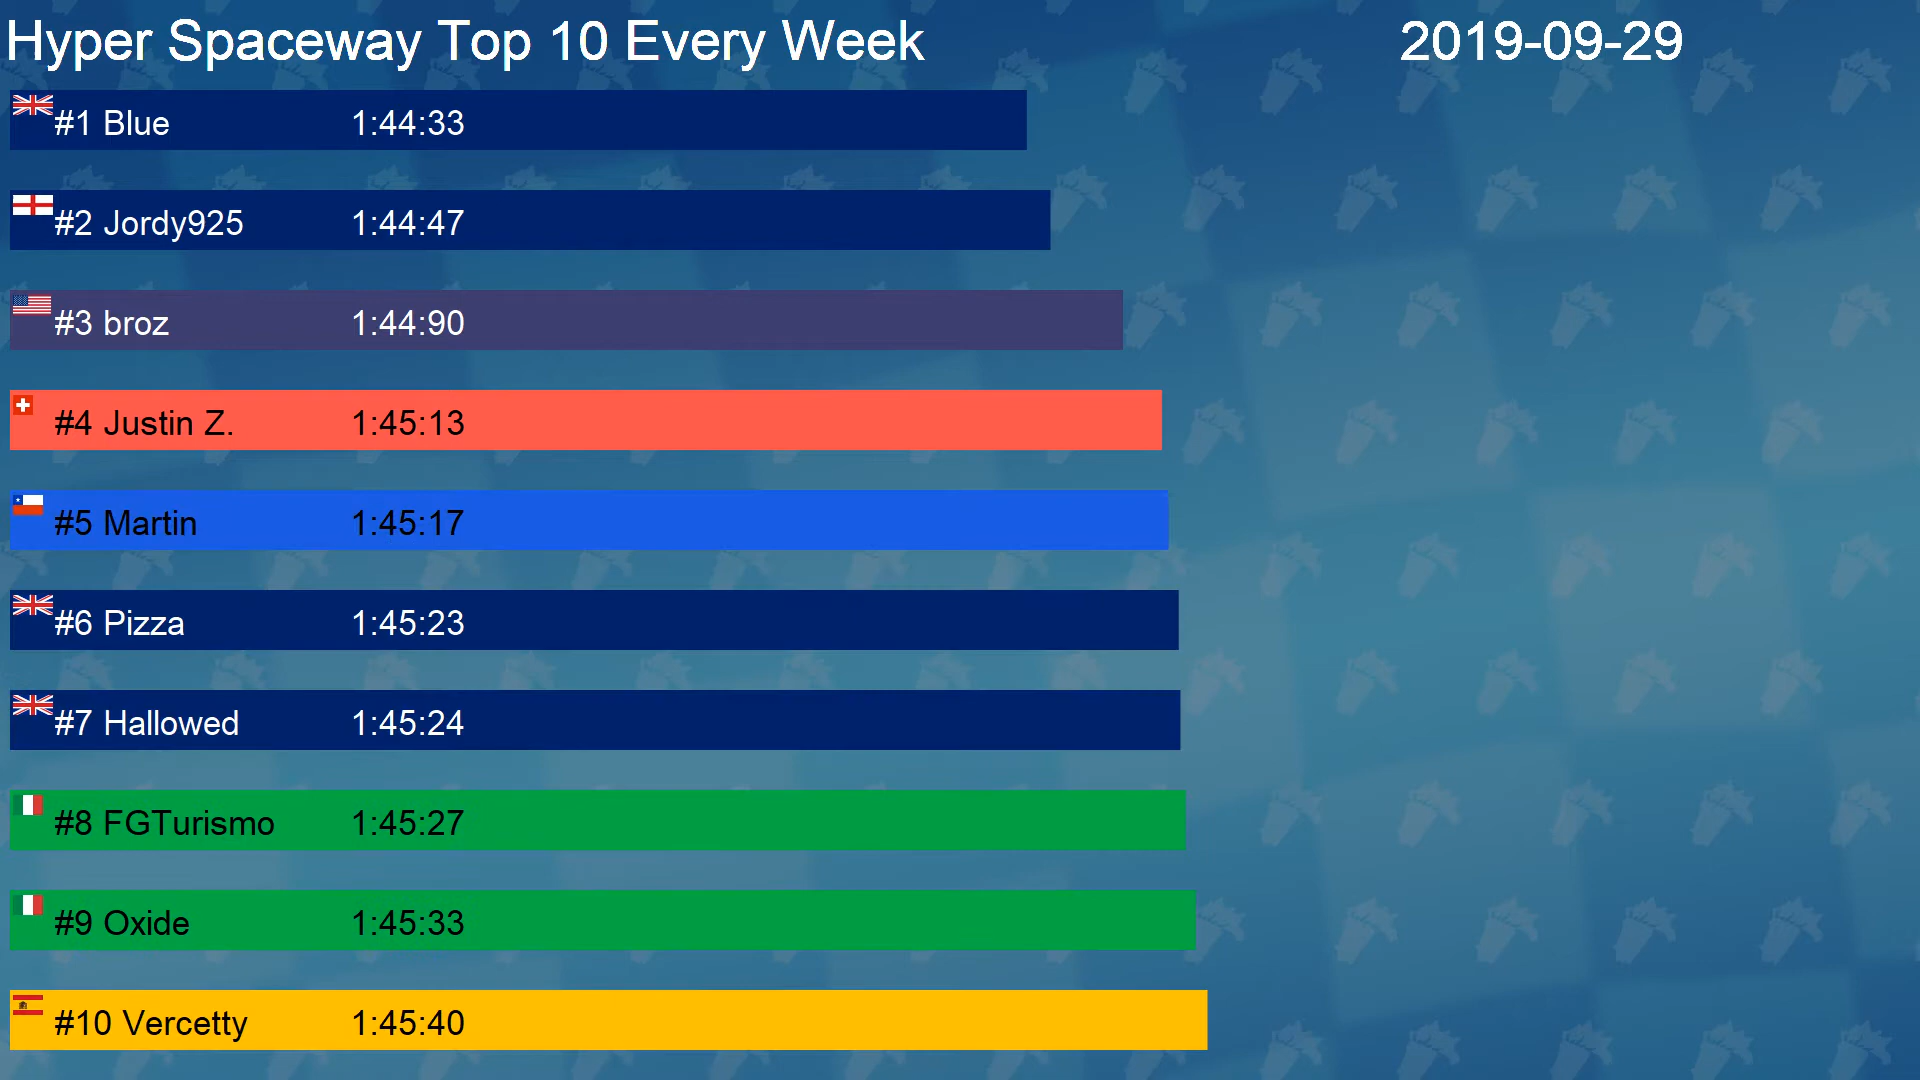 Hyper Spaceway Top 10 Every Week 2019-09-29
#1 Blue 1:44:33
#2 Jordy925 1:44:47
#3 broz 1:44:90
#4 Justin Z. 1:45:13
#5 Martin 1:45:17
#6 Pizza 1:45:23
#7 Hallowed 1:45:24
#8 FGTurismo 1:45:27
#9 Oxide 1:45:33
#10 Vercetty 1:45:40